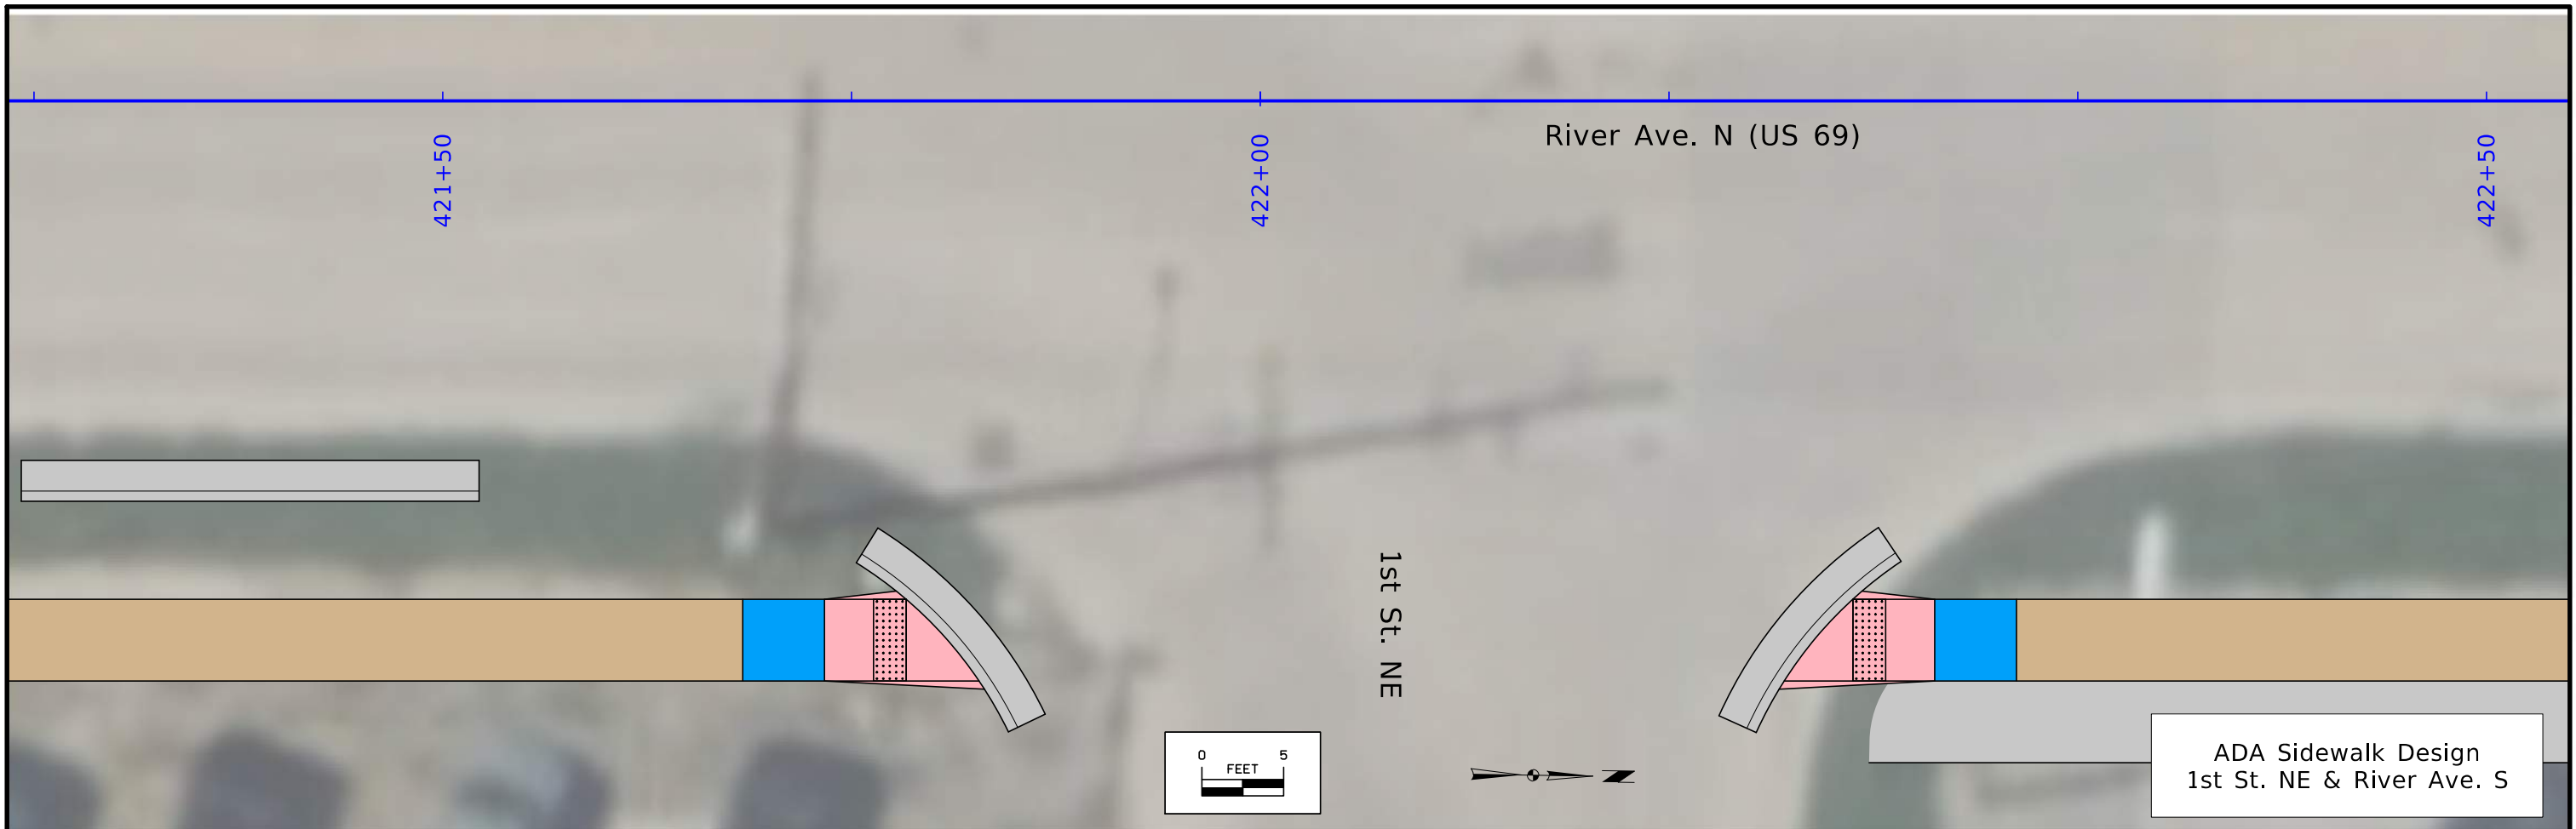 River Ave. N (US 69)
421+50
422+00
422+50
1st St. NE
0 5
FEET
N
ADA Sidewalk Design
1st St. NE & River Ave. S